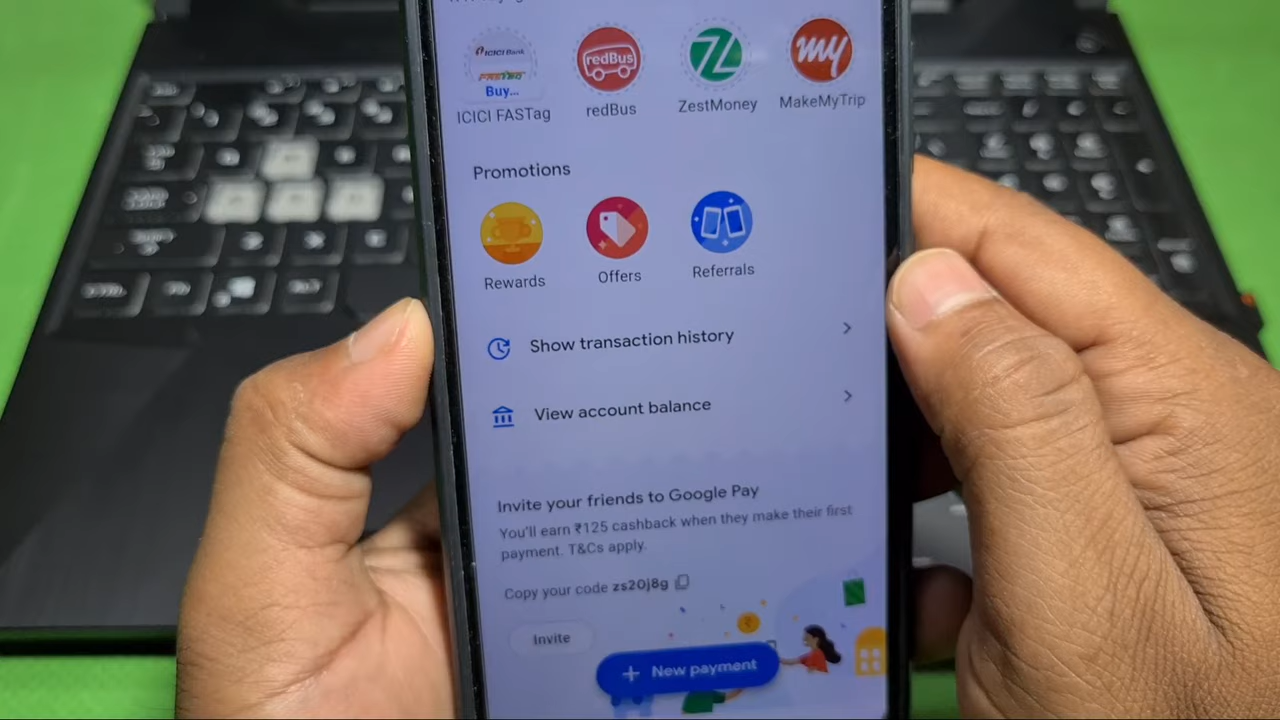 ICICI Bank
FASTag
Buy...
redBus
my
ICICI FASTag
redBus
ZestMoney
MakeMyTrip
Promotions
Rewards
Offers
Referrals
Show transaction history
View account balance
Invite your friends to Google Pay
You'll earn ₹125 cashback when they make their first
payment. T&Cs apply.
Copy your code zs20j8g
Invite
+ New payment